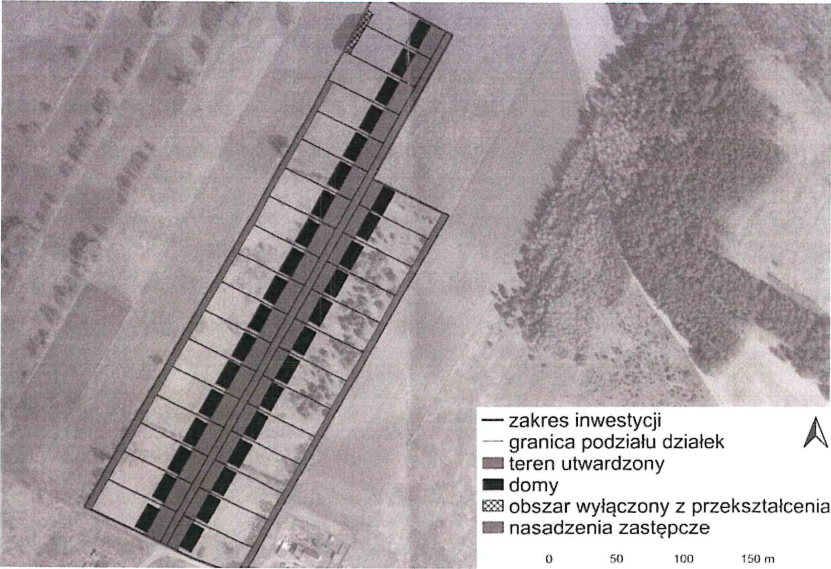 zakres inwestycji
granica podziału działek
teren utwardzony
domy
obszar wyłączony z przekształcenia
nasadzenia zastępcze
0 50 100 150 m